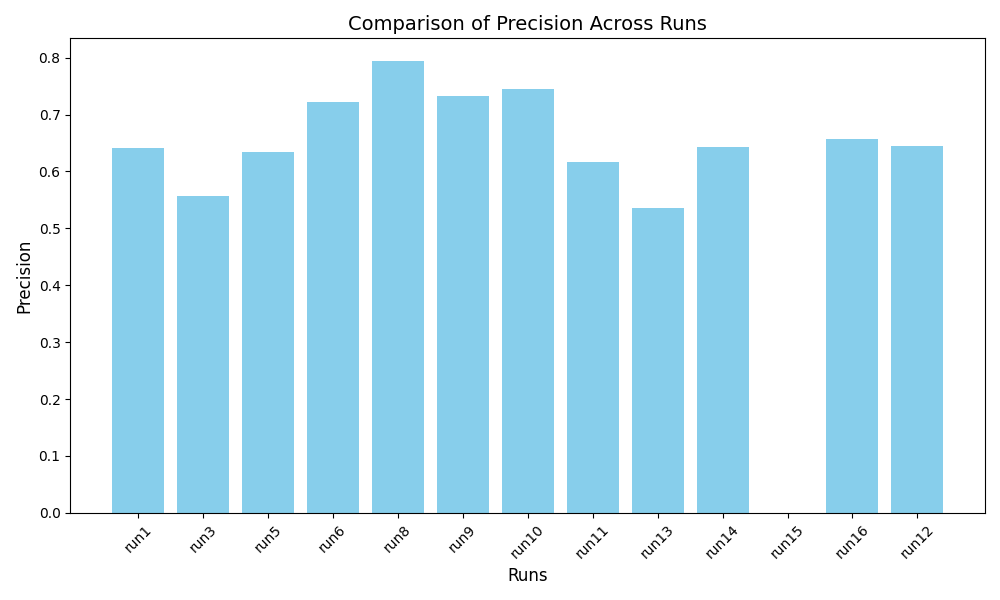 Comparison of Precision Across Runs
Precision
0.8
0.7
0.6
0.5
0.4
0.3
0.2
0.1
0.0
run1
run3
run5
run6
run8
run9
run10
run11
run13
run14
run15
run16
run12
Runs